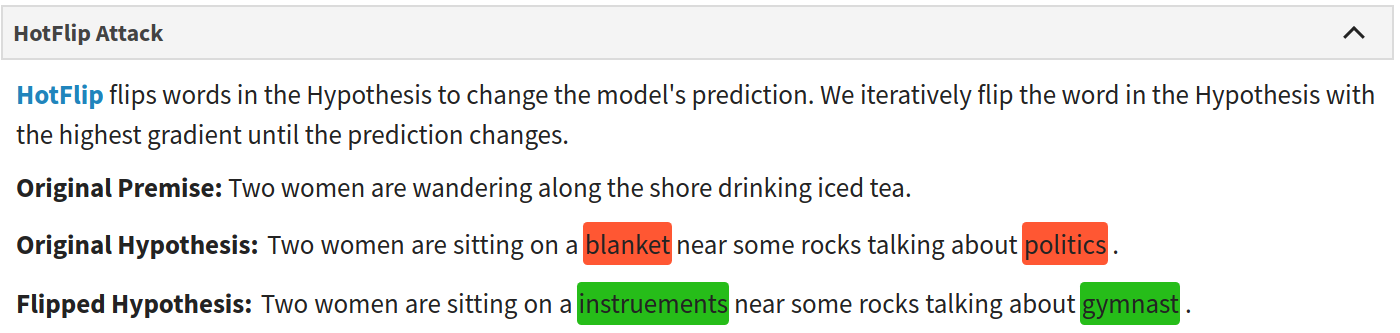 HotFlip Attack
HotFlip flips words in the Hypothesis to change the model's prediction. We iteratively flip the word in the Hypothesis with
the highest gradient until the prediction changes.
Original Premise: Two women are wandering along the shore drinking iced tea.
Original Hypothesis: Two women are sitting on a blanket near some rocks talking about politics .
Flipped Hypothesis: Two women are sitting on a instruements near some rocks talking about gymnast .